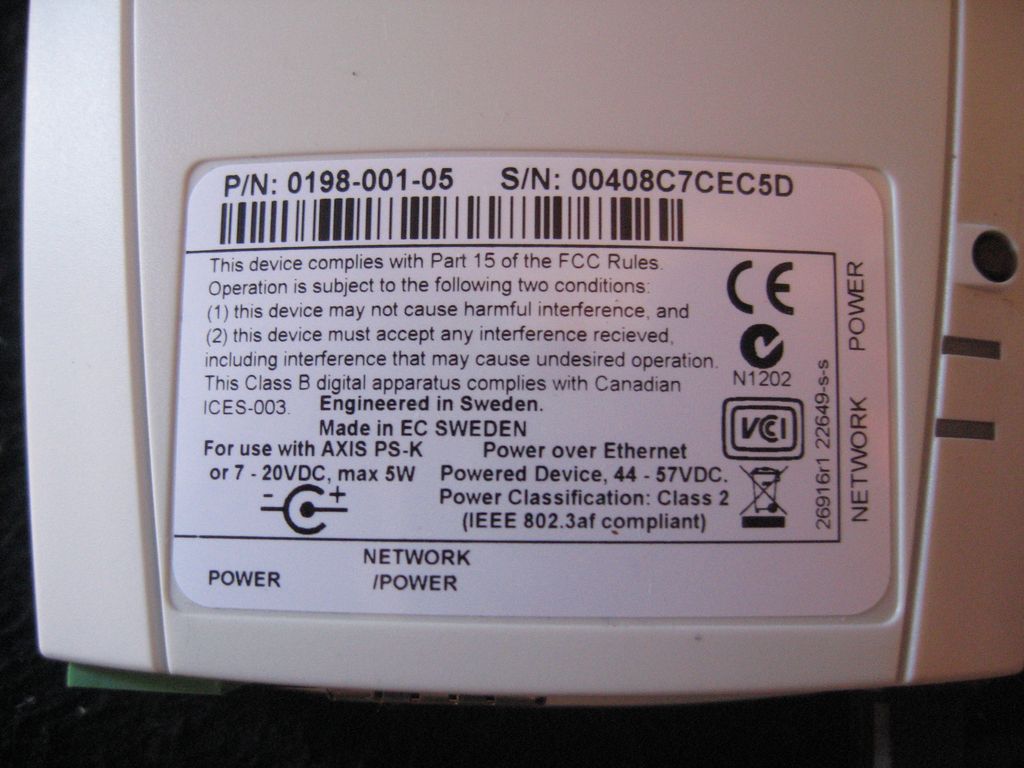 P/N: 0198-001-05 S/N: 00408C7CEC5D
This device complies with Part 15 of the FCC Rules.
Operation is subject to the following two conditions:
(1) this device may not cause harmful interference, and
(2) this device must accept any interference recieved,
including interference that may cause undesired operation.
This Class B digital apparatus complies with Canadian
ICES-003. Engineered in Sweden.
Made in EC SWEDEN
For use with AXIS PS-K
or 7 - 20VDC, max 5W
- +
Power over Ethernet
Powered Device, 44 - 57VDC.
Power Classification: Class 2
(IEEE 802.3af compliant)
CE
N1202
VCI
26916r1 22649-s-s
POWER
NETWORK
POWER
NETWORK
/POWER